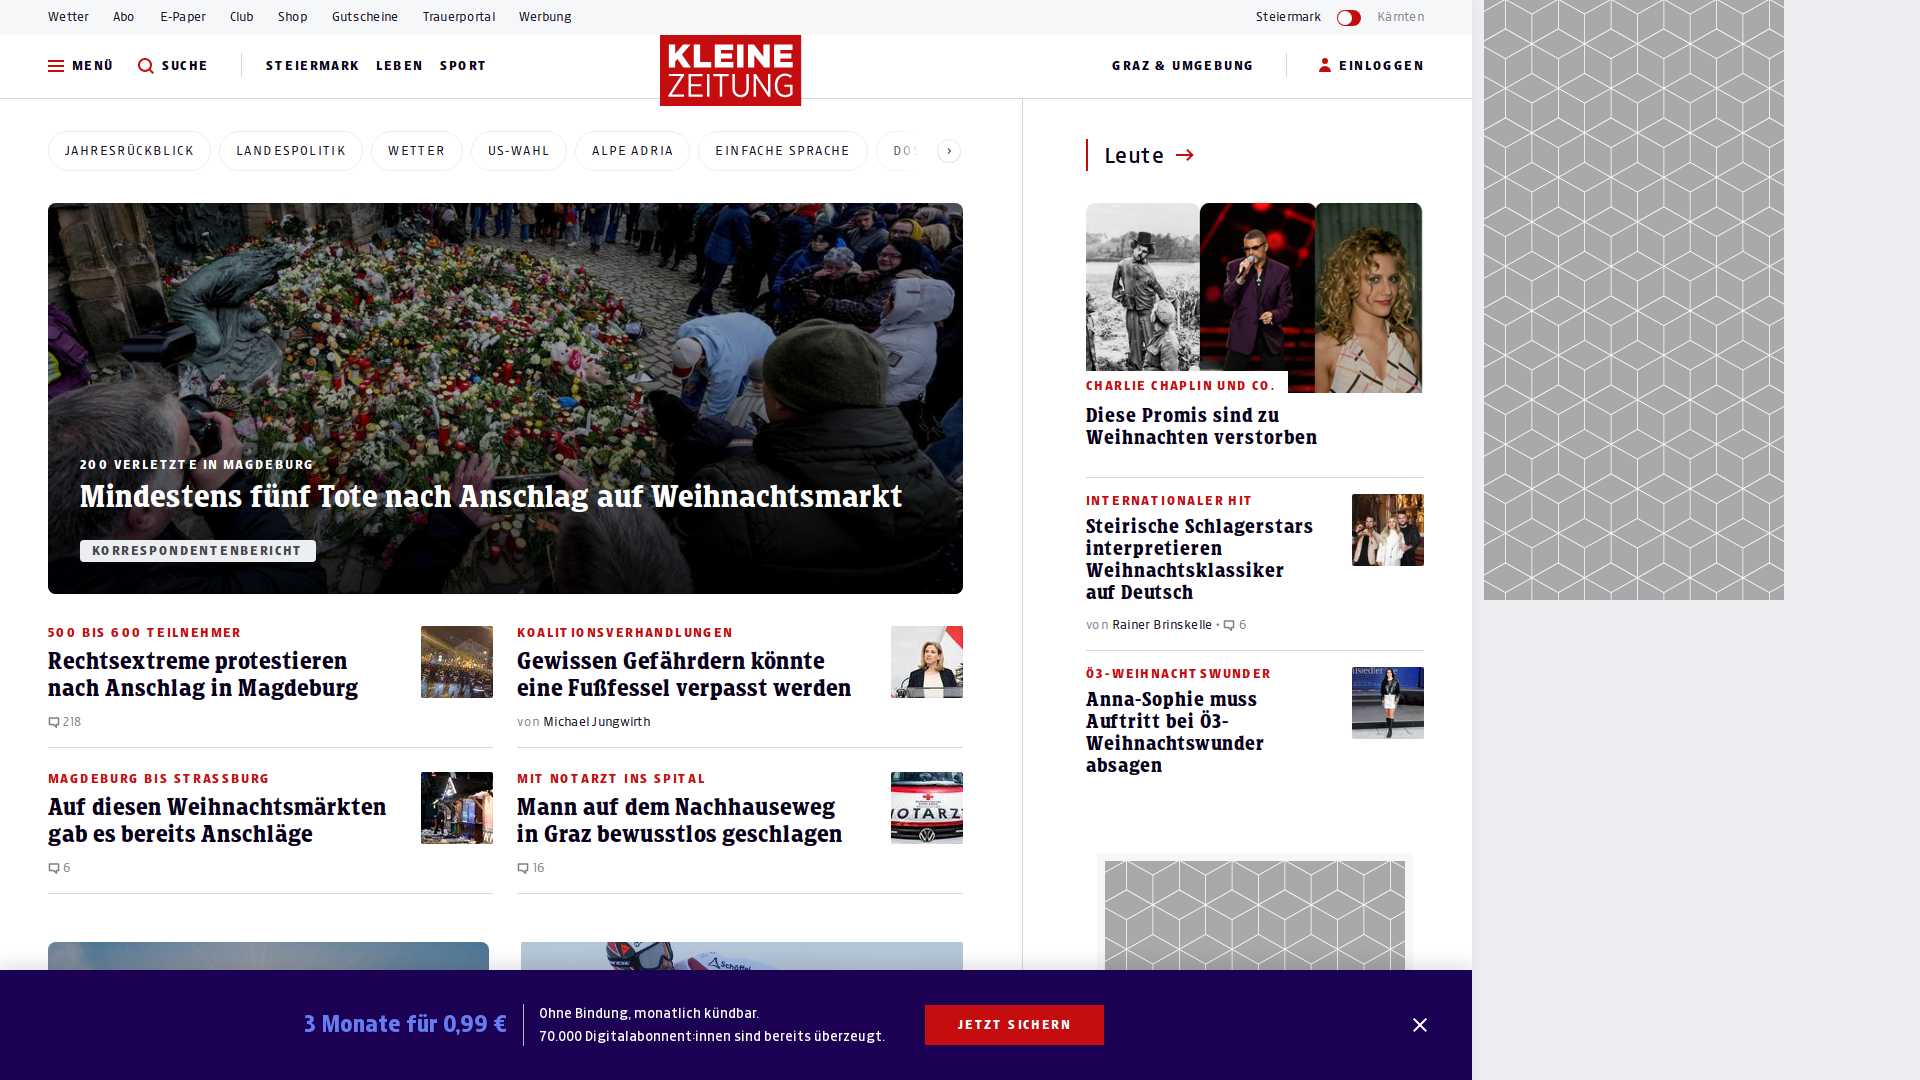 Wetter Abo E-Paper Club Shop Gutscheine Trauerportal Werbung Steiermark Kärnten
MENÜ SUCHE STEIERMARK LEBEN SPORT
KLEINE
ZEITUNG
GRAZ & UMGEBUNG EINLOGGEN
JAHRESRÜCKBLICK LANDESPOLITIK WETTER US-WAHL ALPE ADRIA EINFACHE SPRACHE
200 VERLETZTE IN MAGDEBURG
Mindestens fünf Tote nach Anschlag auf Weihnachtsmarkt
KORRESPONDENTENBERICHT
500 BIS 600 TEILNEHMER
Rechtsextreme protestieren
nach Anschlag in Magdeburg
218
KOALITIONSVERHANDLUNGEN
Gewissen Gefährdern könnte
eine Fußfessel verpasst werden
von Michael Jungwirth
MAGDEBURG BIS STRASSBURG
Auf diesen Weihnachtsmärkten
gab es bereits Anschläge
6
MIT NOTARZT INS SPITAL
Mann auf dem Nachhauseweg
in Graz bewusstlos geschlagen
16
Schöffel
Leute
CHARLIE CHAPLIN UND CO.
Diese Promis sind zu
Weihnachten verstorben
INTERNATIONALER HIT
Steirische Schlagerstars
interpretieren
Weihnachtsklassiker
auf Deutsch
von Rainer Brinskelle • 6
Ö3-WEIHNACHTSWUNDER
Anna-Sophie muss
Auftritt bei Ö3-
Weihnachtswunder
absagen
3 Monate für 0,99 €
Ohne Bindung, monatlich kündbar.
70.000 Digitalabonnent:innen sind bereits überzeugt.
JETZT SICHERN